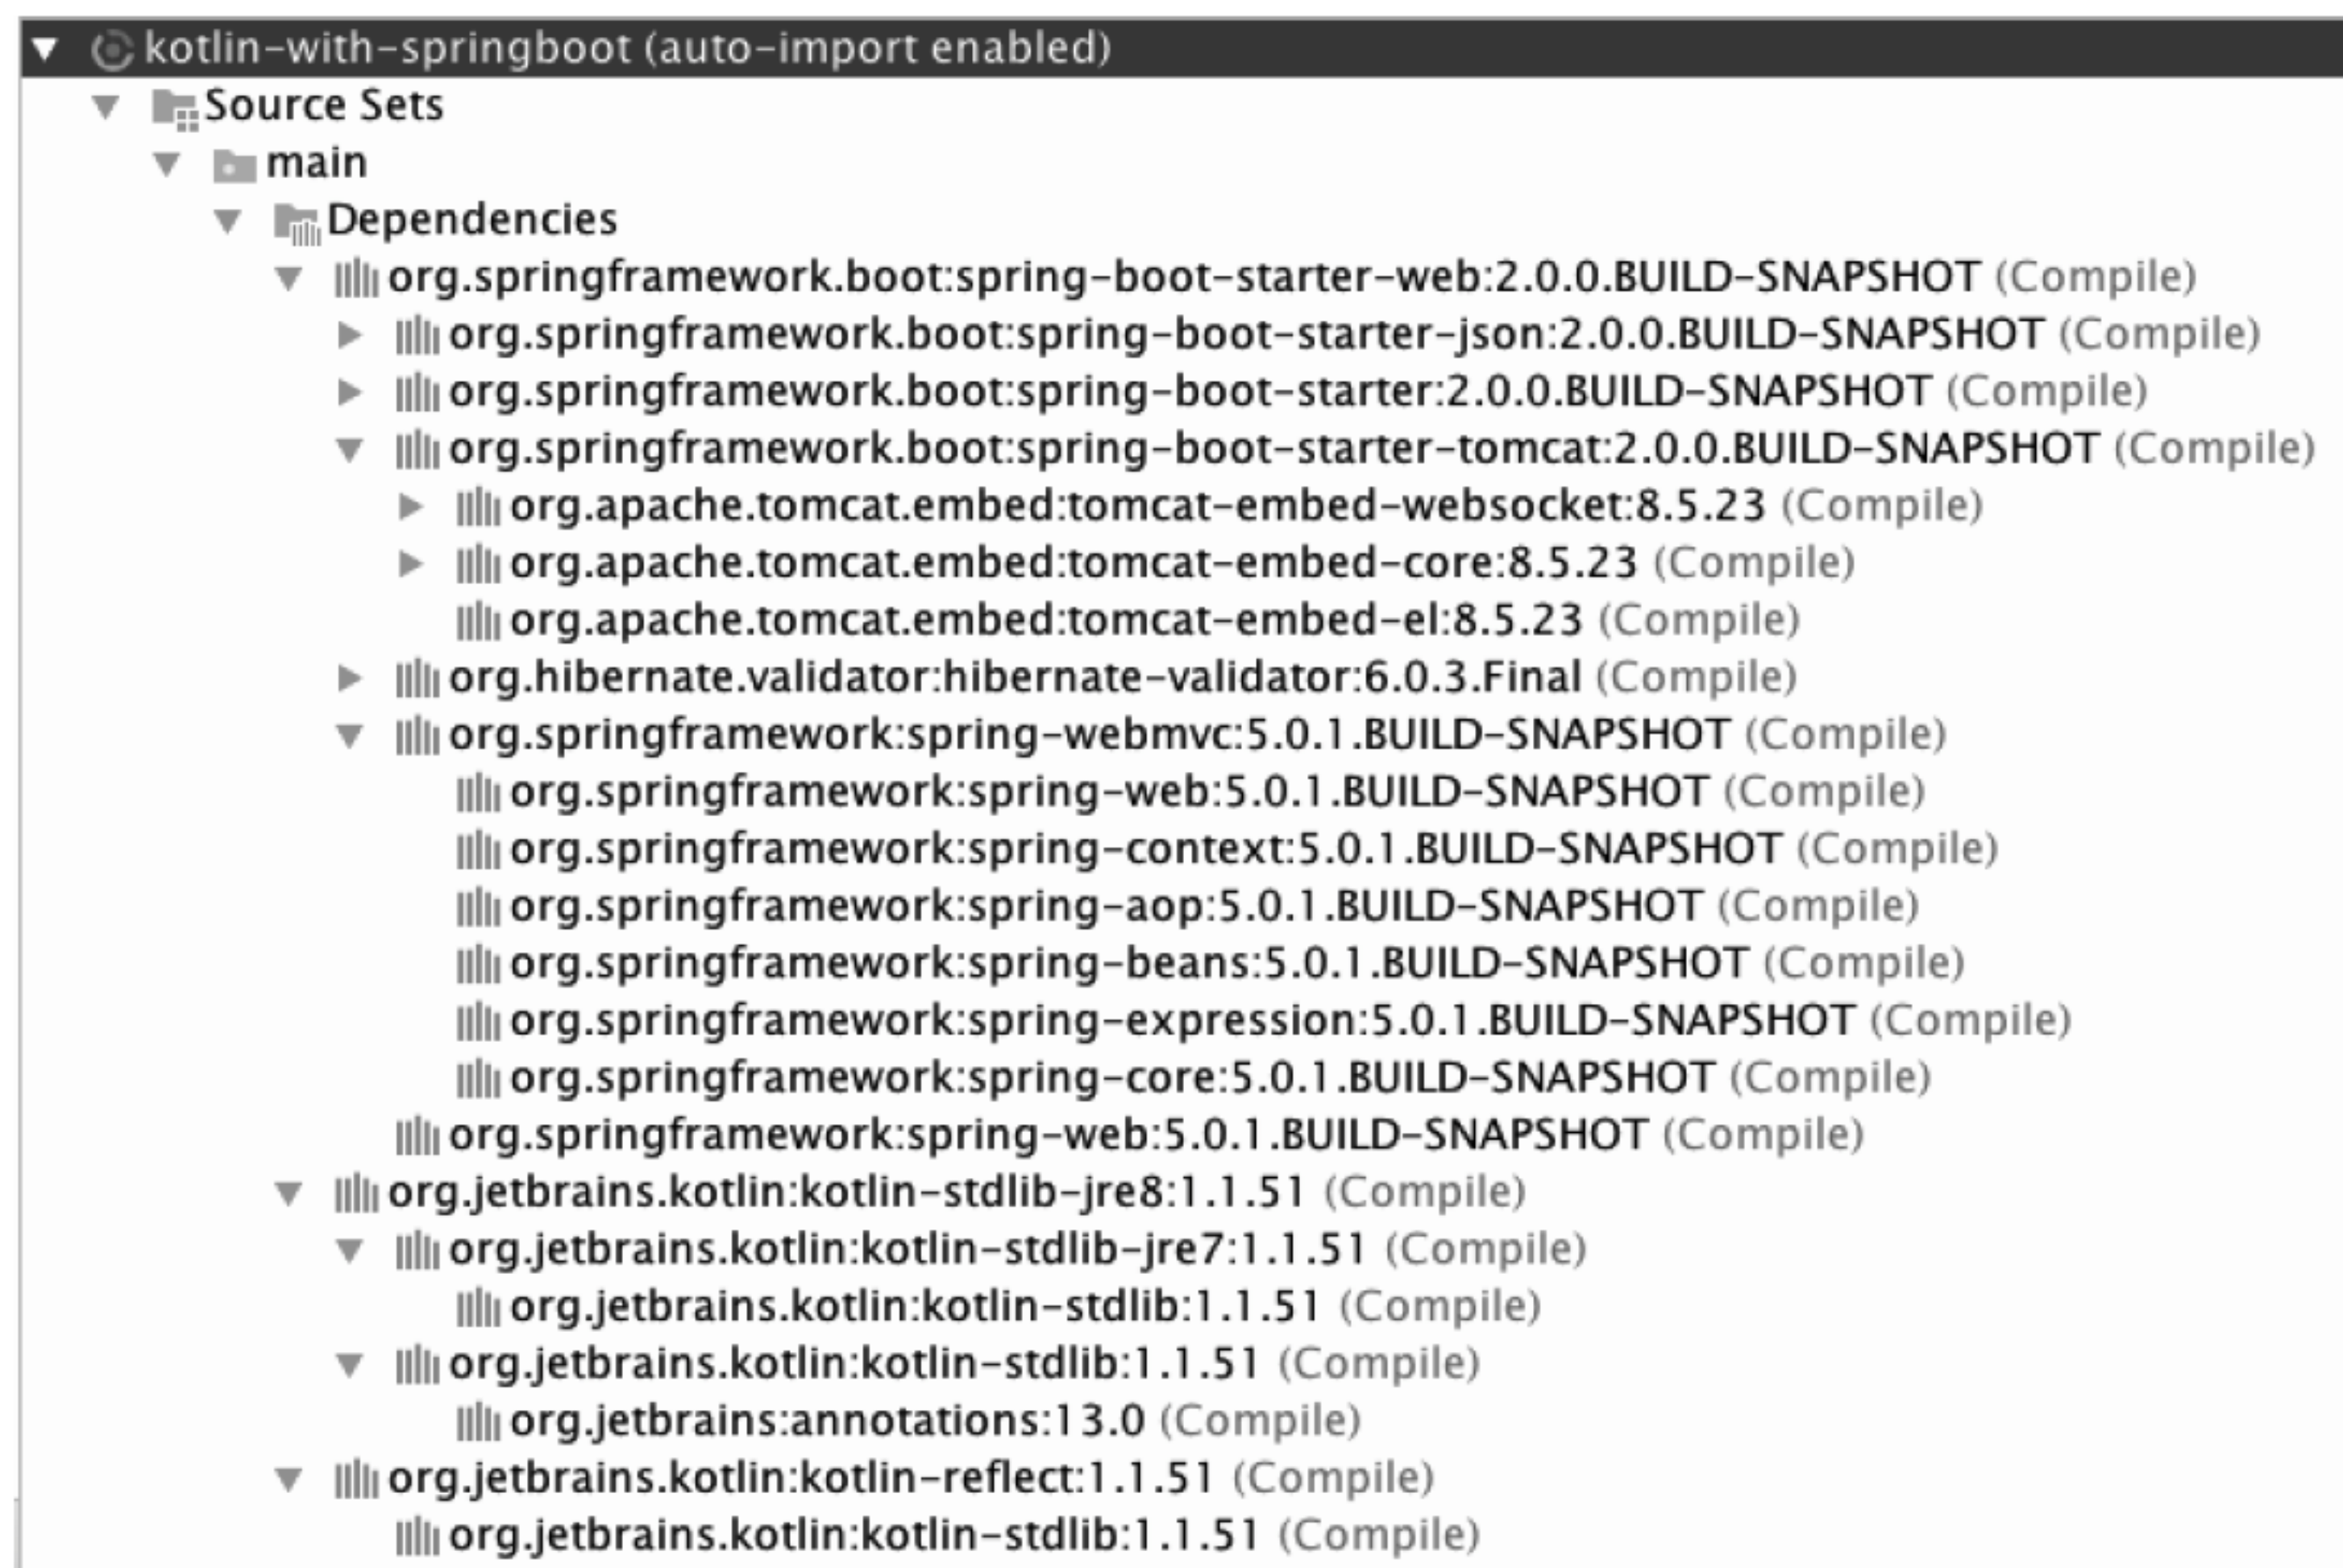 kotlin-with-springboot (auto-import enabled)
Source Sets
main
Dependencies
org.springframework.boot:spring-boot-starter-web:2.0.0.BUILD-SNAPSHOT (Compile)
org.springframework.boot:spring-boot-starter-json:2.0.0.BUILD-SNAPSHOT (Compile)
org.springframework.boot:spring-boot-starter:2.0.0.BUILD-SNAPSHOT (Compile)
org.springframework.boot:spring-boot-starter-tomcat:2.0.0.BUILD-SNAPSHOT (Compile)
org.apache.tomcat.embed:tomcat-embed-websocket:8.5.23 (Compile)
org.apache.tomcat.embed:tomcat-embed-core:8.5.23 (Compile)
org.apache.tomcat.embed:tomcat-embed-el:8.5.23 (Compile)
org.hibernate.validator:hibernate-validator:6.0.3.Final (Compile)
org.springframework:spring-webmvc:5.0.1.BUILD-SNAPSHOT (Compile)
org.springframework:spring-web:5.0.1.BUILD-SNAPSHOT (Compile)
org.springframework:spring-context:5.0.1.BUILD-SNAPSHOT (Compile)
org.springframework:spring-aop:5.0.1.BUILD-SNAPSHOT (Compile)
org.springframework:spring-beans:5.0.1.BUILD-SNAPSHOT (Compile)
org.springframework:spring-expression:5.0.1.BUILD-SNAPSHOT (Compile)
org.springframework:spring-core:5.0.1.BUILD-SNAPSHOT (Compile)
org.springframework:spring-web:5.0.1.BUILD-SNAPSHOT (Compile)
org.jetbrains.kotlin:kotlin-stdlib-jre8:1.1.51 (Compile)
org.jetbrains.kotlin:kotlin-stdlib-jre7:1.1.51 (Compile)
org.jetbrains.kotlin:kotlin-stdlib:1.1.51 (Compile)
org.jetbrains.kotlin:kotlin-stdlib:1.1.51 (Compile)
org.jetbrains:annotations:13.0 (Compile)
org.jetbrains.kotlin:kotlin-reflect:1.1.51 (Compile)
org.jetbrains.kotlin:kotlin-stdlib:1.1.51 (Compile)